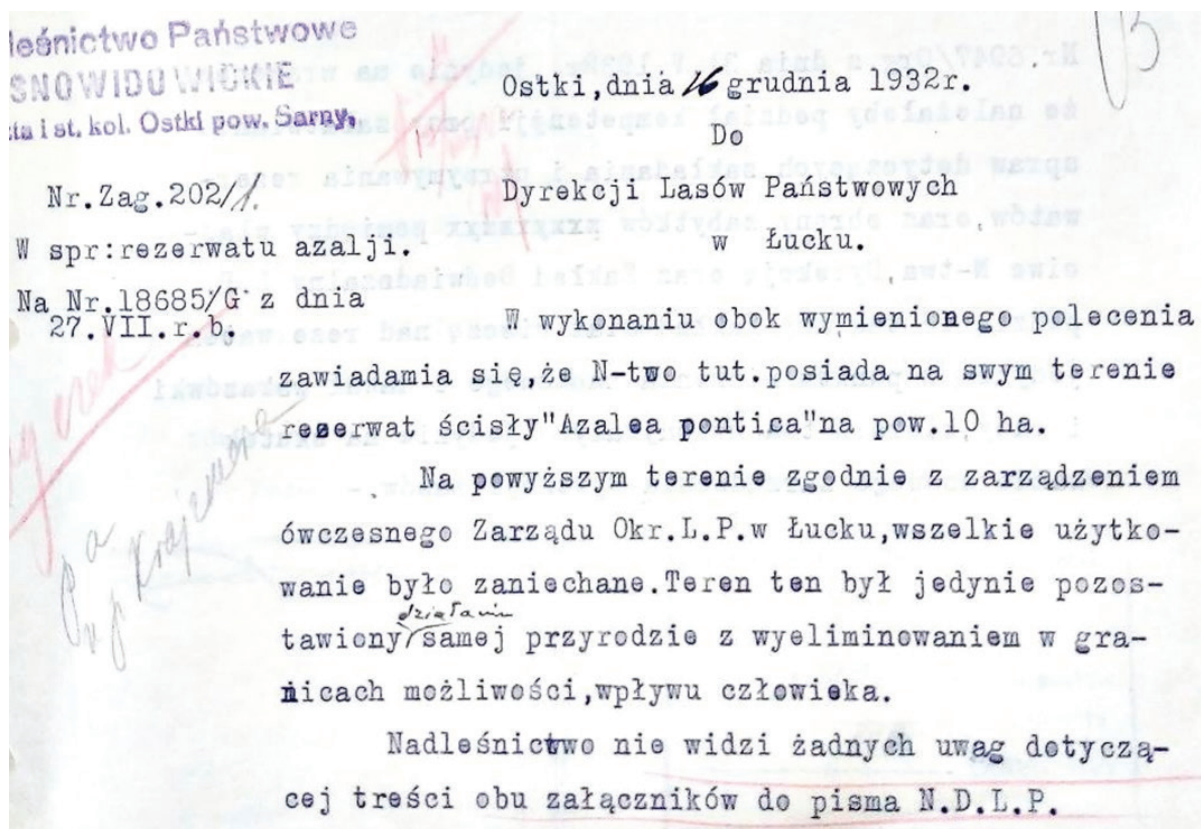 leśnictwo Państwowe
SNOWIDOWICKIE
ta i st. kol. Ostki pow. Sarny,
13
Ostki,dnia 16 grudnia 1932r.
Do
Nr.Zag.202/1.
Dyrekcji Lasów Państwowych
W spr:rezerwatu azalji.
w Łucku.
Na Nr.18685/G z dnia
27.VII.r.b.
W wykonaniu obok wymienionego polecenia
zawiadamia się,że N-two tut.posiada na swym terenie
rezerwat ścisły"Azalea pontica"na pow.10 ha.
Na powyższym terenie zgodnie z zarządzeniem
ówczesnego Zarządu Okr.L.P.w Łucku,wszelkie użytko-
wanie było zaniechane.Teren ten był jedynie pozos-
działaniu
tawiony samej przyrodzie z wyeliminowaniem w gra-
nicach możliwości,wpływu człowieka.
Nadleśnictwo nie widzi żadnych uwag dotyczą-
cej treści obu załączników do pisma N.D.L.P.